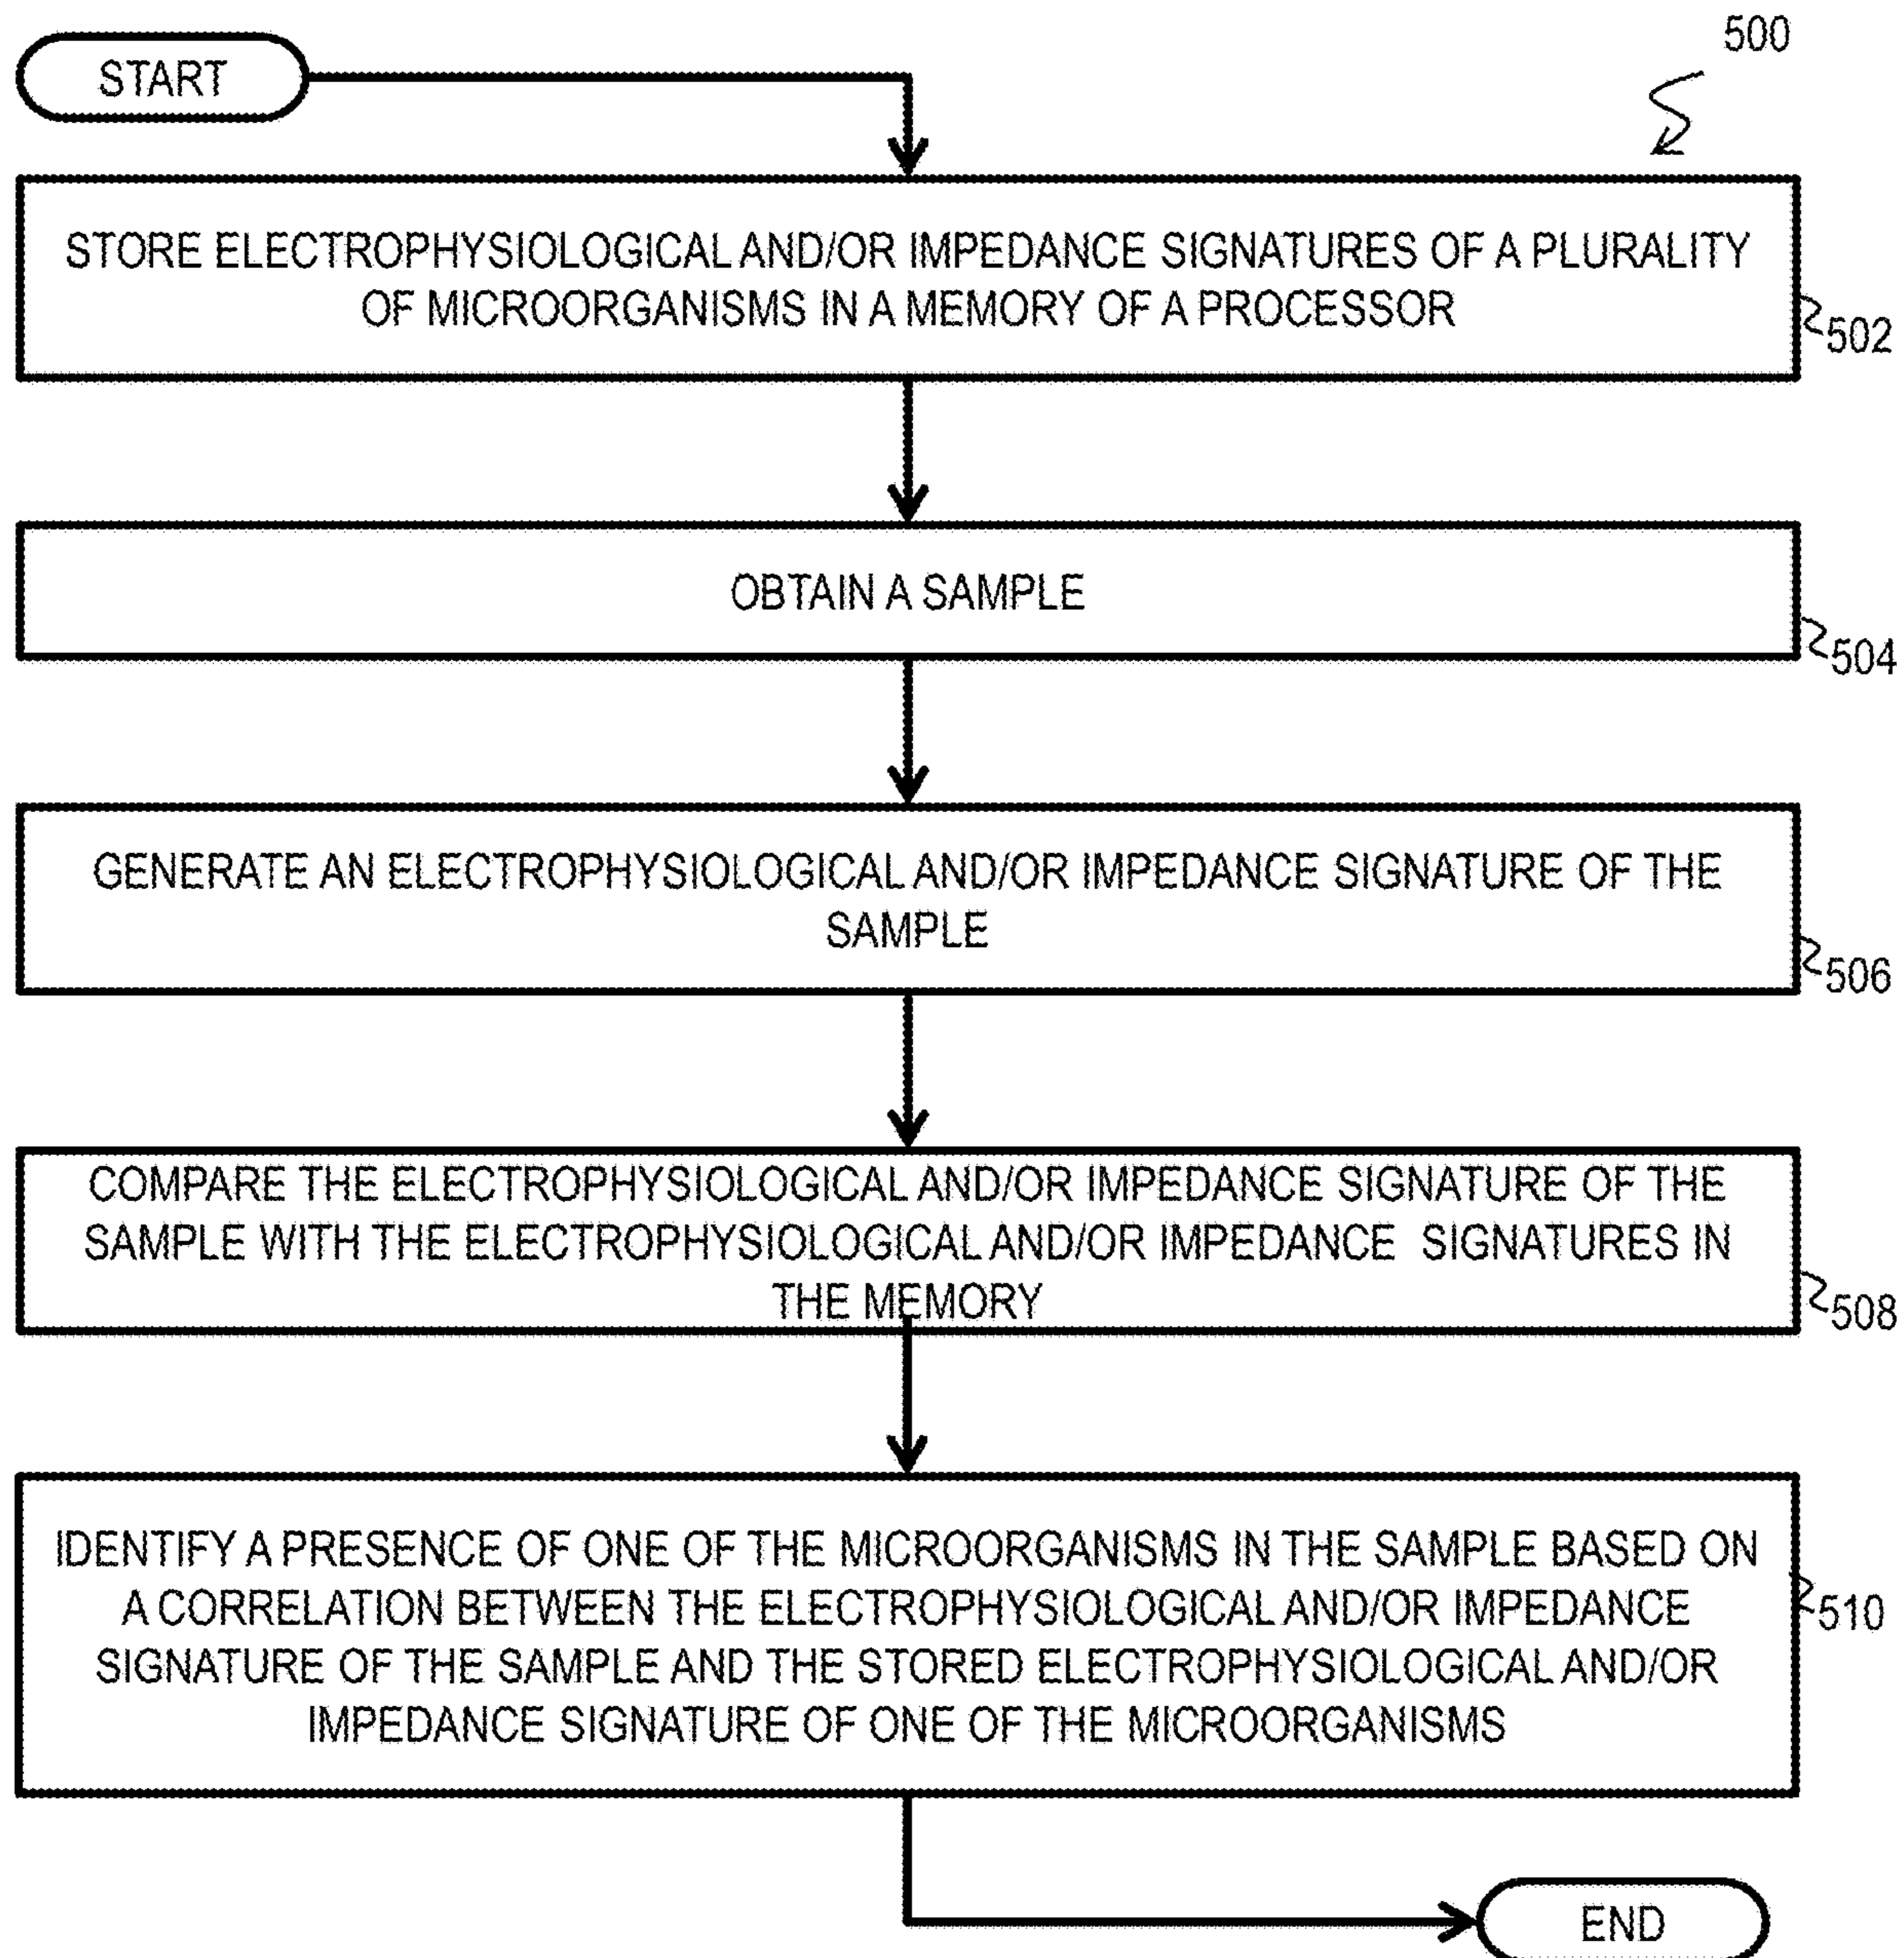 500
START
STORE ELECTROPHYSIOLOGICAL AND/OR IMPEDANCE SIGNATURES OF A PLURALITY
OF MICROORGANISMS IN A MEMORY OF A PROCESSOR
502
OBTAIN A SAMPLE
504
GENERATE AN ELECTROPHYSIOLOGICAL AND/OR IMPEDANCE SIGNATURE OF THE
SAMPLE
506
COMPARE THE ELECTROPHYSIOLOGICAL AND/OR IMPEDANCE SIGNATURE OF THE
SAMPLE WITH THE ELECTROPHYSIOLOGICAL AND/OR IMPEDANCE SIGNATURES IN
THE MEMORY
508
IDENTIFY A PRESENCE OF ONE OF THE MICROORGANISMS IN THE SAMPLE BASED ON
A CORRELATION BETWEEN THE ELECTROPHYSIOLOGICAL AND/OR IMPEDANCE
SIGNATURE OF THE SAMPLE AND THE STORED ELECTROPHYSIOLOGICAL AND/OR
IMPEDANCE SIGNATURE OF ONE OF THE MICROORGANISMS
510
END